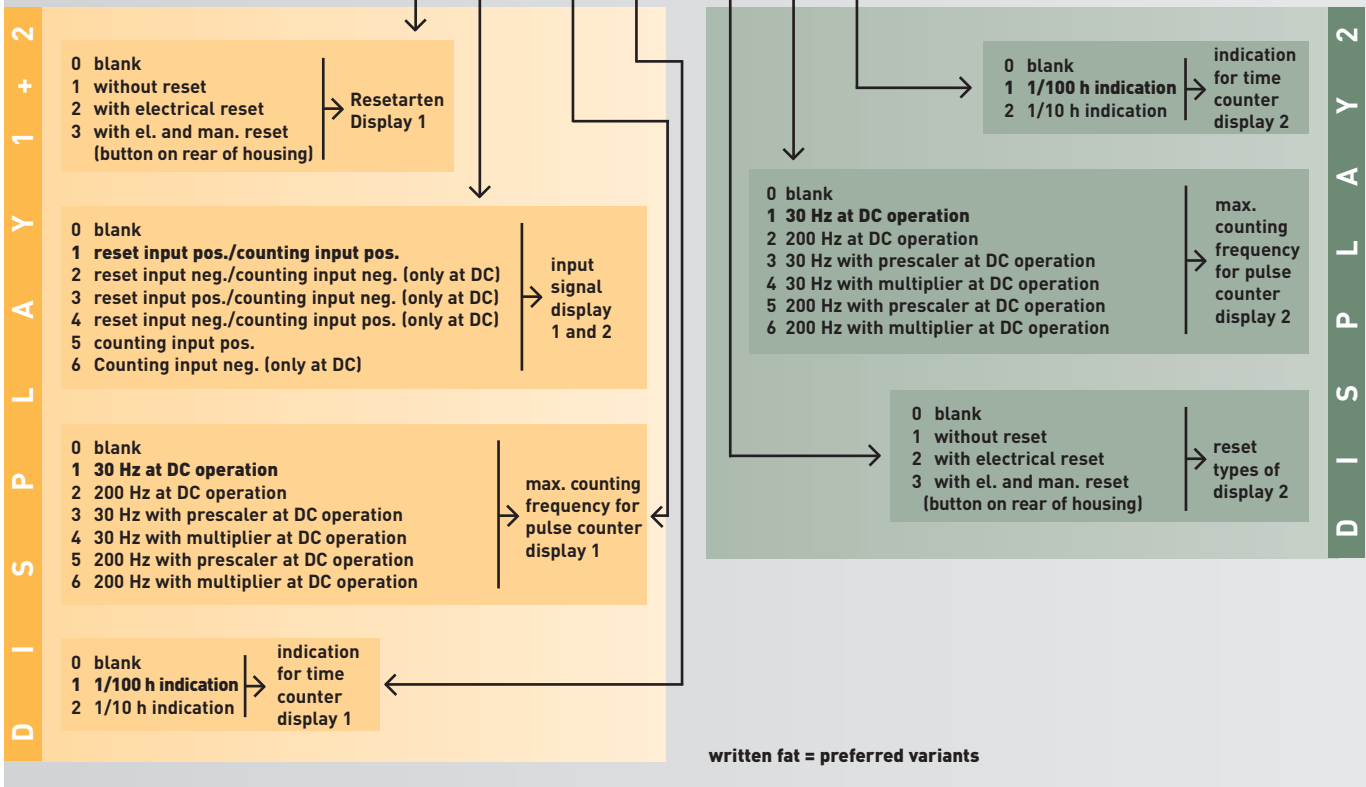 DISPLAY 1+2
0 blank
1 without reset
2 with electrical reset
3 with el. and man. reset
(button on rear of housing)
Resetarten
Display 1
0 blank
1 reset input pos./counting input pos.
2 reset input neg./counting input neg. (only at DC)
3 reset input pos./counting input neg. (only at DC)
4 reset input neg./counting input pos. (only at DC)
5 counting input pos.
6 Counting input neg. (only at DC)
input
signal
display
1 and 2
0 blank
1 30 Hz at DC operation
2 200 Hz at DC operation
3 30 Hz with prescaler at DC operation
4 30 Hz with multiplier at DC operation
5 200 Hz with prescaler at DC operation
6 200 Hz with multiplier at DC operation
max. counting
frequency for
pulse counter
display 1
0 blank
1 1/100 h indication
2 1/10 h indication
indication
for time
counter
display 1
DISPLAY 2
0 blank
1 1/100 h indication
2 1/10 h indication
indication
for time
counter
display 2
0 blank
1 30 Hz at DC operation
2 200 Hz at DC operation
3 30 Hz with prescaler at DC operation
4 30 Hz with multiplier at DC operation
5 200 Hz with prescaler at DC operation
6 200 Hz with multiplier at DC operation
max.
counting
frequency
for pulse
counter
display 2
0 blank
1 without reset
2 with electrical reset
3 with el. and man. reset
(button on rear of housing)
reset
types of
display 2
written fat = preferred variants